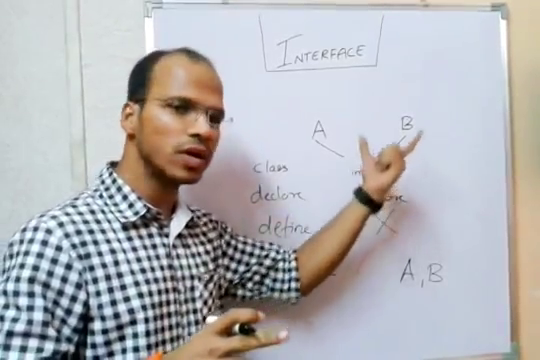 INTERFACE
A B
class
declare
define
A, B